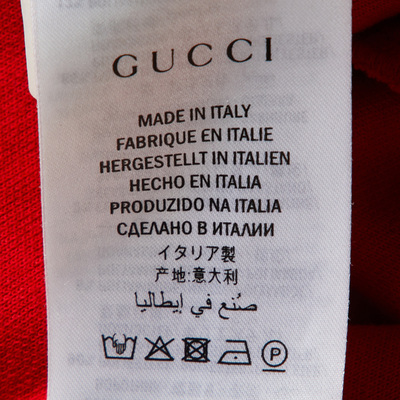 GUCCI
MADE IN ITALY
FABRIQUE EN ITALIE
HERGESTELLT IN ITALIEN
HECHO EN ITALIA
PRODUZIDO NA ITALIA
СДЕЛАНО В ИТАЛИИ
イタリア製
产地:意大利
صُنع في إيطاليا
P